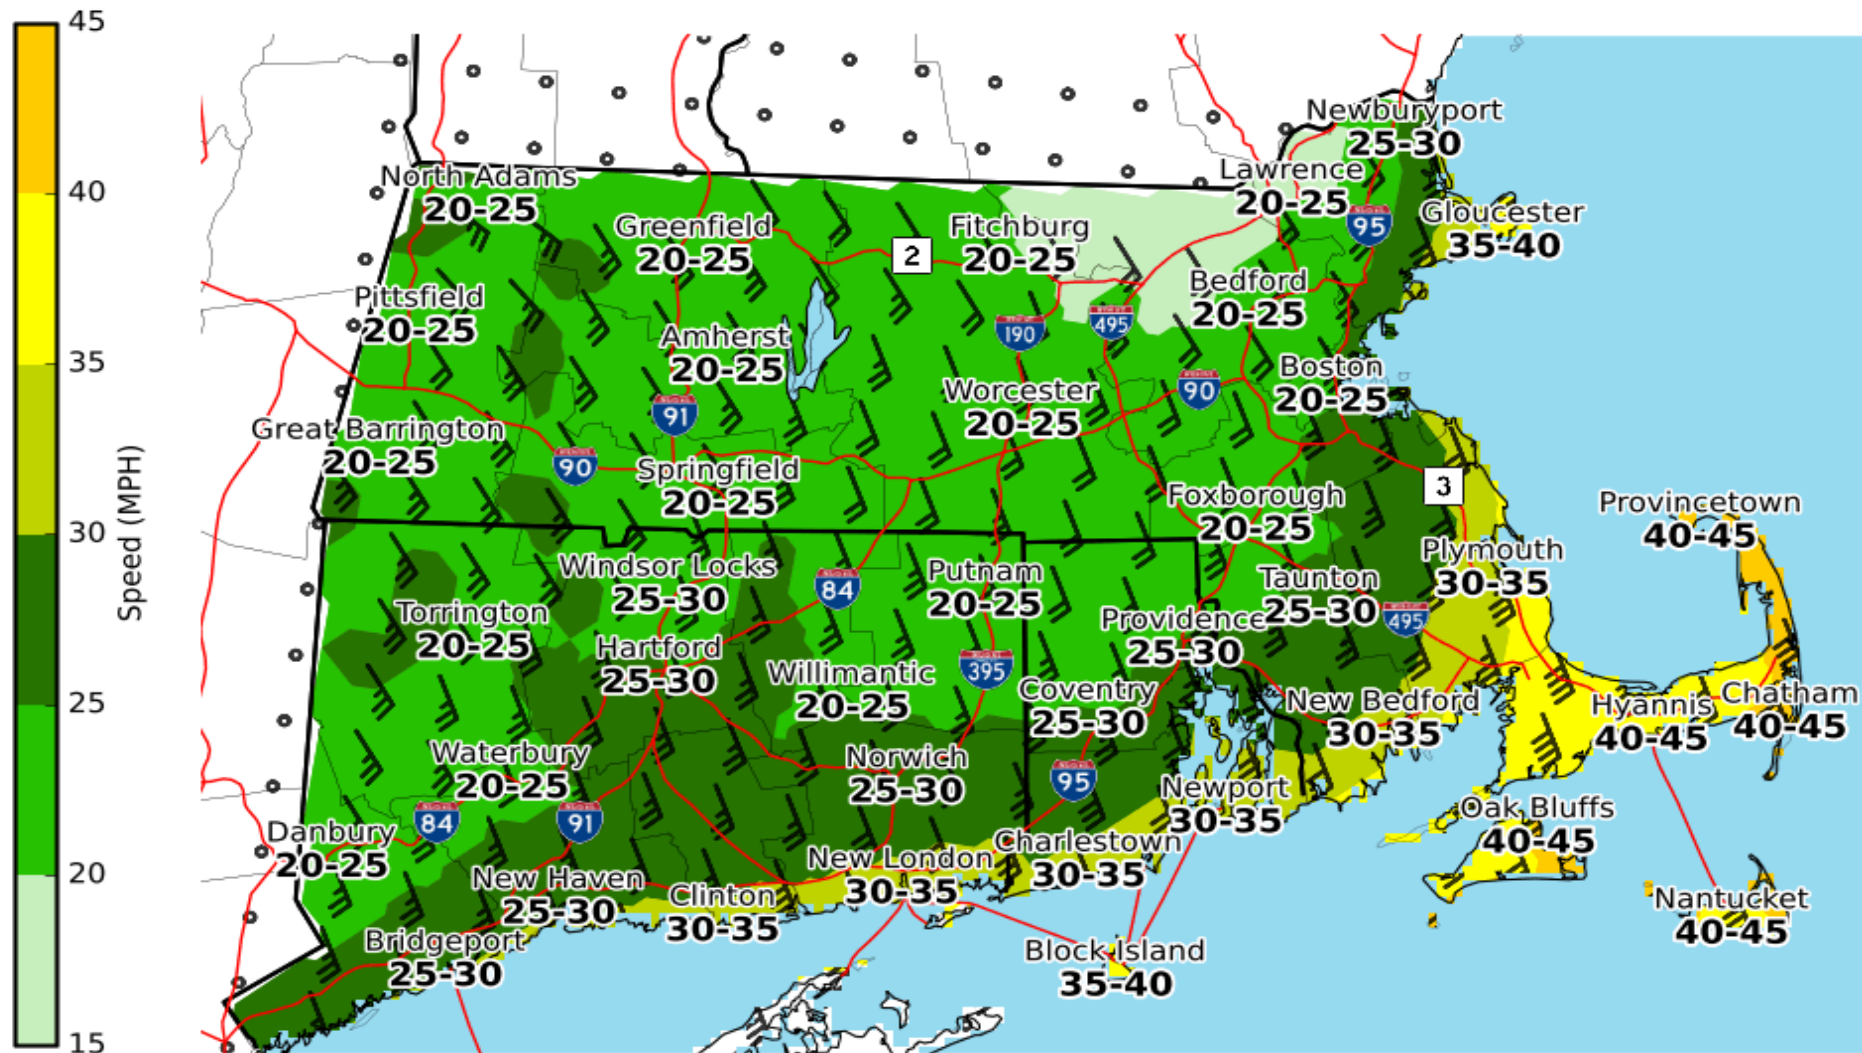 45
40
35
30
25
20
15
Speed (MPH)
Newburyport
25-30
North Adams
20-25
Lawrence
20-25
Gloucester
35-40
95
Greenfield
20-25
2
Fitchburg
20-25
Bedford
20-25
Pittsfield
20-25
190
495
Amherst
20-25
Boston
20-25
Worcester
20-25
90
91
Great Barrington
20-25
90
Springfield
20-25
Foxborough
20-25
3
Provincetown
40-45
Windsor Locks
25-30
84
Putnam
20-25
Plymouth
30-35
Taunton
25-30
495
Torrington
20-25
Providence
25-30
Hartford
25-30
395
Willimantic
20-25
Coventry
25-30
New Bedford
30-35
Hyannis
40-45
Chatham
40-45
Waterbury
20-25
Norwich
25-30
95
Newport
30-35
Oak Bluffs
40-45
84
91
Danbury
20-25
Charlestown
30-35
New London
30-35
New Haven
25-30
Clinton
30-35
Nantucket
40-45
Bridgeport
25-30
Block Island
35-40